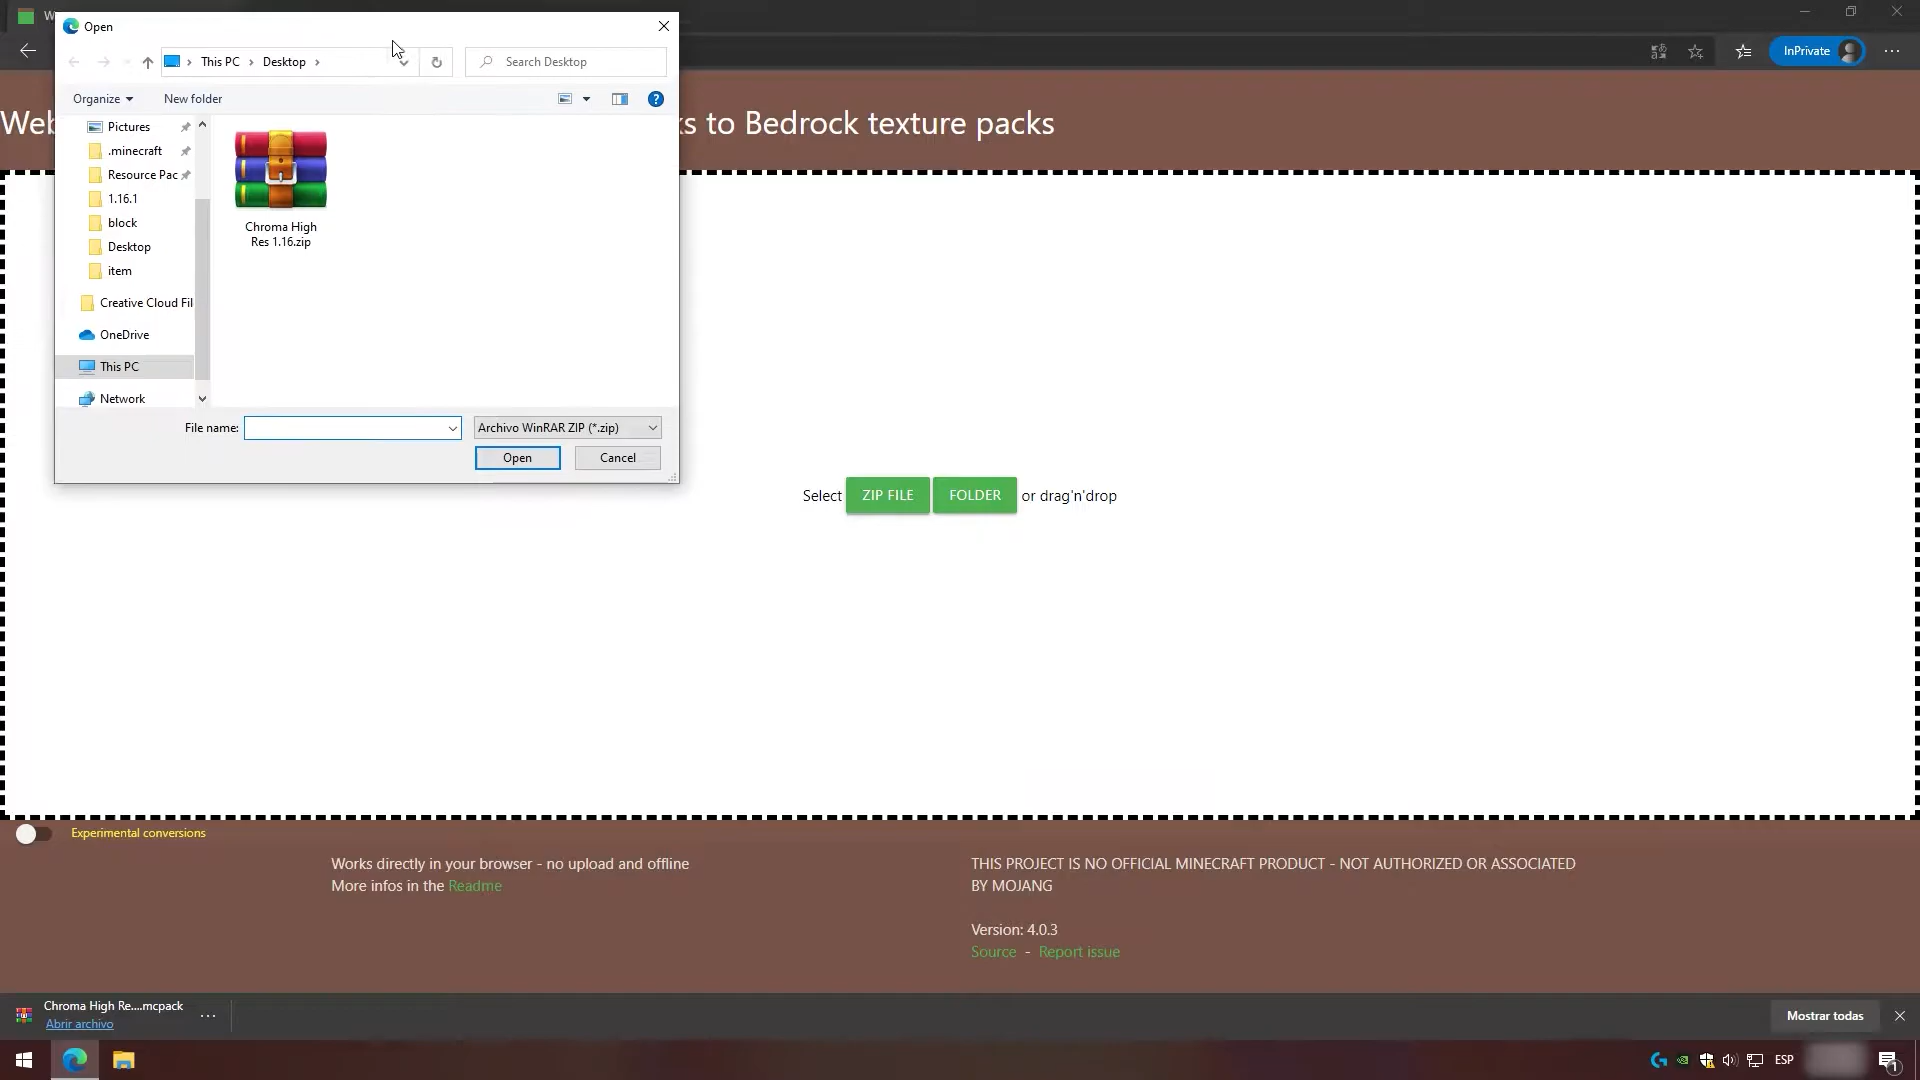 W
Open
This PC
Desktop
Search Desktop
InPrivate
Organize
New folder
Pictures
.minecraft
Resource Pac
1.16.1
block
Desktop
item
Creative Cloud Fil
OneDrive
This PC
Network
Chroma High
Res 1.16.zip
File name:
Archivo WinRAR ZIP (*.zip)
Open
Cancel
Web
ks to Bedrock texture packs
Select ZIP FILE FOLDER or drag'n'drop
Experimental conversions
Works directly in your browser - no upload and offline
More infos in the Readme
THIS PROJECT IS NO OFFICIAL MINECRAFT PRODUCT - NOT AUTHORIZED OR ASSOCIATED
BY MOJANG
Version: 4.0.3
Source - Report issue
Chroma High Re....mcpack
Abrir archivo
Mostrar todas
ESP
1